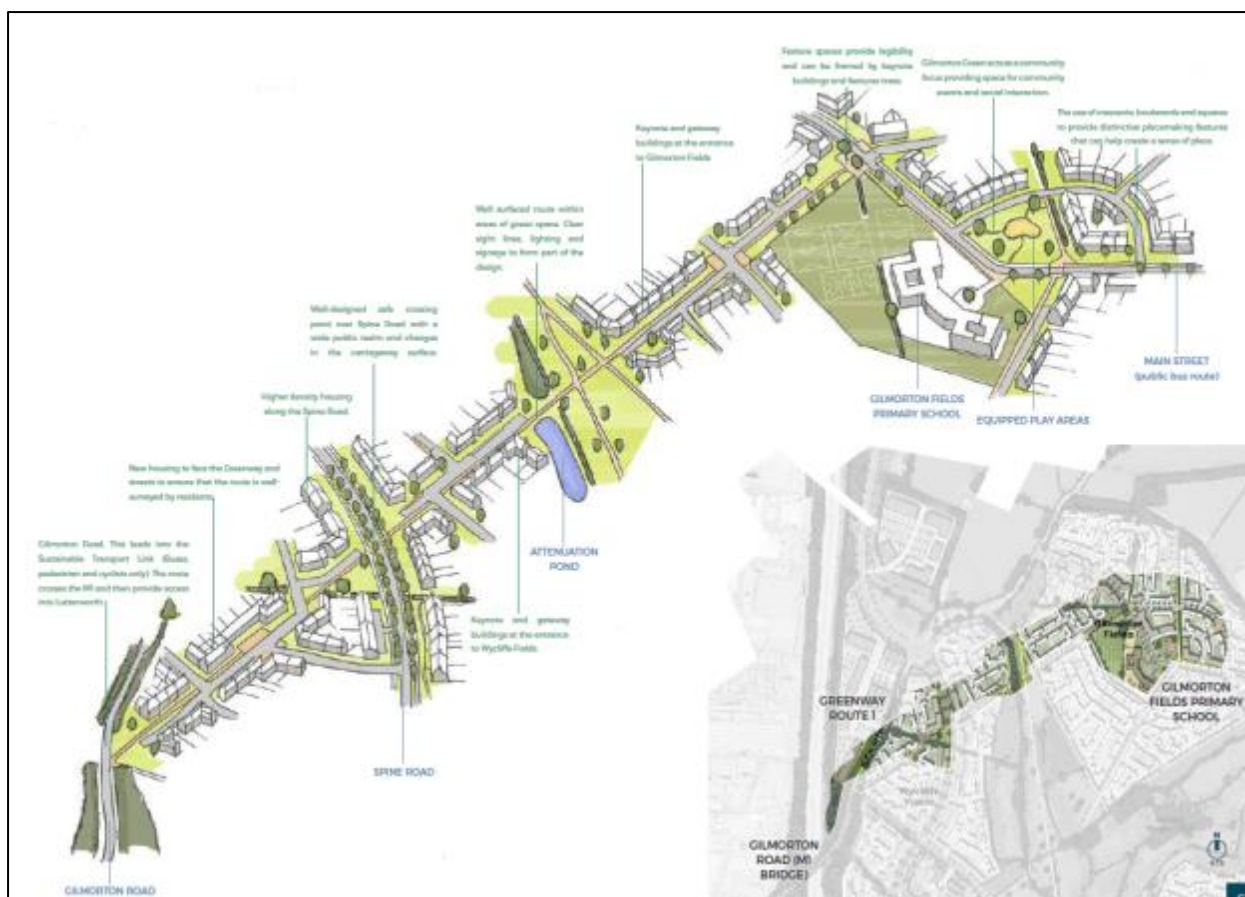 Feature spaces provide legibility
and can be framed by keynote
buildings and features trees.
Gilmorton Green acts as a community
focus providing space for community
events and social interaction.
The use of crescents, boulevards and squares
to provide distinctive placemaking features
that can help create a sense of place.
Keynote and gateway
buildings at the entrance
to Gilmorton Fields
Well surfaced route within
areas of green space. Clear
sight lines, lighting and
signage to form part of the
design.
Well-designed safe crossing
point over Spine Road with a
wide public realm and changes
in the carriageway surface.
Higher density housing
along the Spine Road.
New housing to face the Greenway and
streets to ensure that the route is well-
surveyed by residents.
Gilmorton Road. This leads into the
Sustainable Transport Link (Buses,
pedestrian and cyclists only). The route
crosses the M1 and then provide access
into Lutterworth.
MAIN STREET
(public bus route)
GILMORTON FIELDS
PRIMARY SCHOOL
EQUIPPED PLAY AREAS
ATTENUATION
POND
Keynote and gateway
buildings at the entrance
to Wycliffe Fields
SPINE ROAD
GILMORTON ROAD
Gilmorton
Fields
GREENWAY
ROUTE 1
GILMORTON
FIELDS PRIMARY
SCHOOL
Wycliffe
Fields
GILMORTON
ROAD (M1
BRIDGE)
N